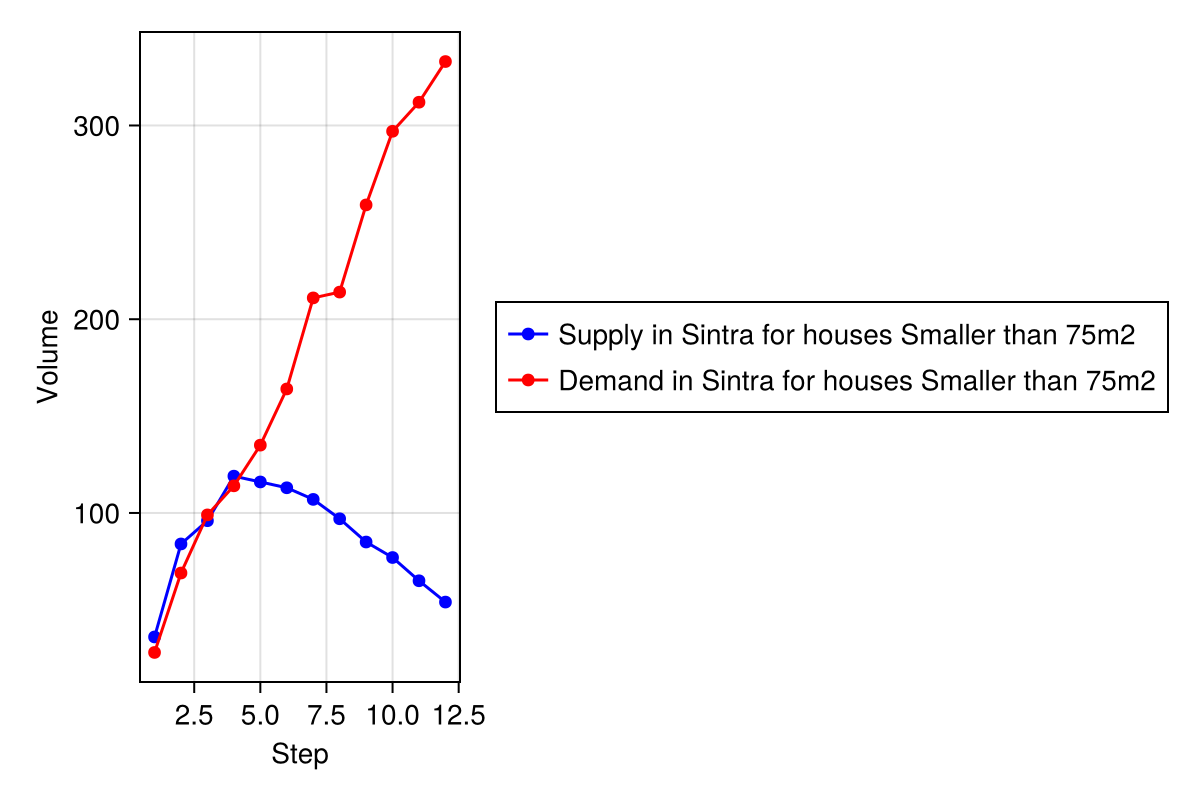 300
200
100
Volume
2.5 5.0 7.5 10.0 12.5
Step
Supply in Sintra for houses Smaller than 75m2
Demand in Sintra for houses Smaller than 75m2